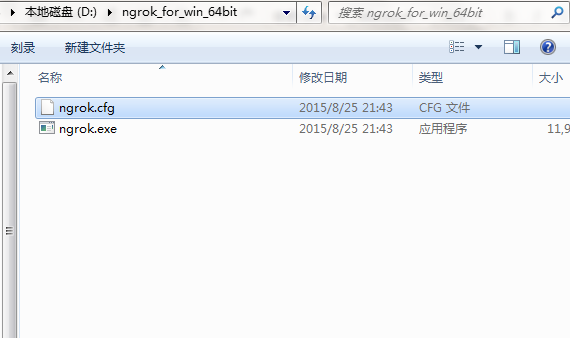 本地磁盘 (D:) ngrok_for_win_64bit 搜索 ngrok_for_win_64bit
刻录 新建文件夹
名称 修改日期 类型 大小
ngrok.cfg 2015/8/25 21:43 CFG 文件
ngrok.exe 2015/8/25 21:43 应用程序 11,9